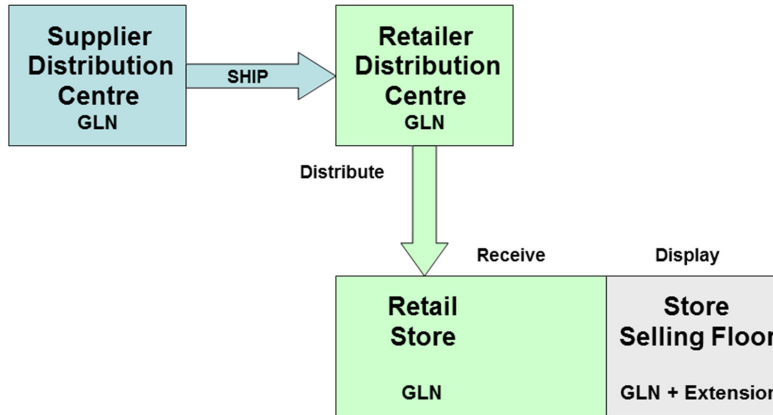 Supplier
Distribution
Centre
GLN
SHIP
Retailer
Distribution
Centre
GLN
Distribute
Receive
Display
Retail
Store
GLN
Store
Selling Floor
GLN + Extension